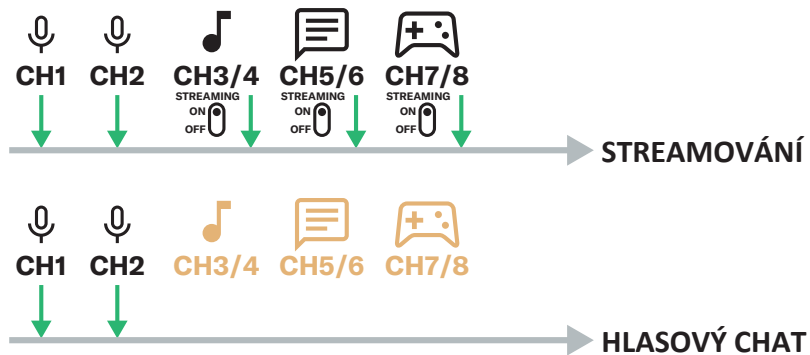 CH1 CH2 CH3/4 CH5/6 CH7/8
STREAMING STREAMING STREAMING
ON ON ON
OFF OFF OFF
STREAMOVÁNÍ
CH1 CH2 CH3/4 CH5/6 CH7/8
HLASOVÝ CHAT